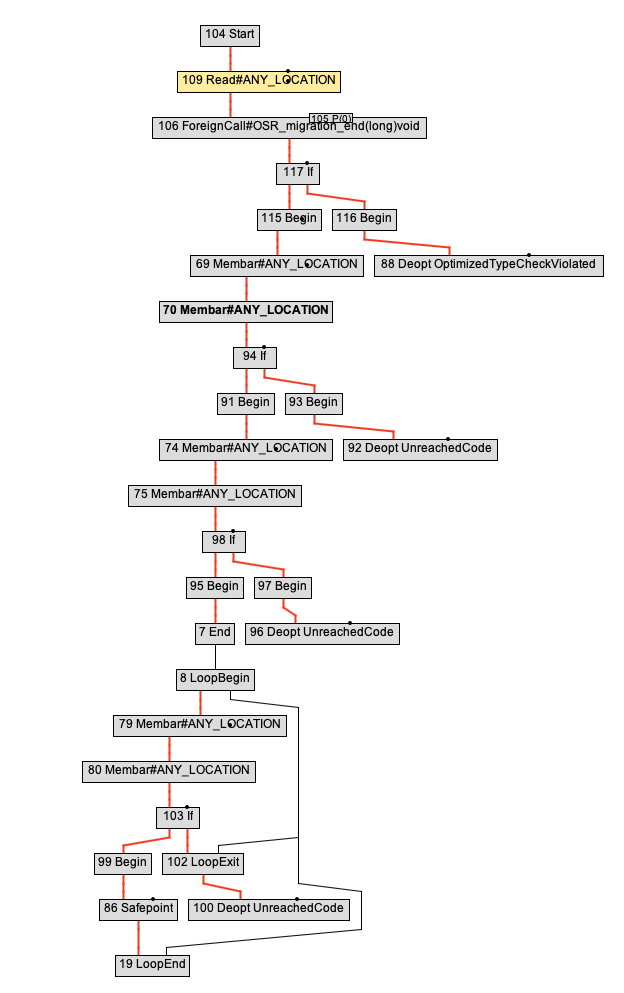 104 Start
109 Read#ANY_LOCATION
105 P(0)
106 ForeignCall#OSR_migration_end(long)void
117 If
115 Begin
116 Begin
69 Membar#ANY_LOCATION
88 Deopt OptimizedTypeCheckViolated
70 Membar#ANY_LOCATION
94 If
91 Begin
93 Begin
74 Membar#ANY_LOCATION
92 Deopt UnreachedCode
75 Membar#ANY_LOCATION
98 If
95 Begin
97 Begin
7 End
96 Deopt UnreachedCode
8 LoopBegin
79 Membar#ANY_LOCATION
80 Membar#ANY_LOCATION
103 If
99 Begin
102 LoopExit
86 Safepoint
100 Deopt UnreachedCode
19 LoopEnd